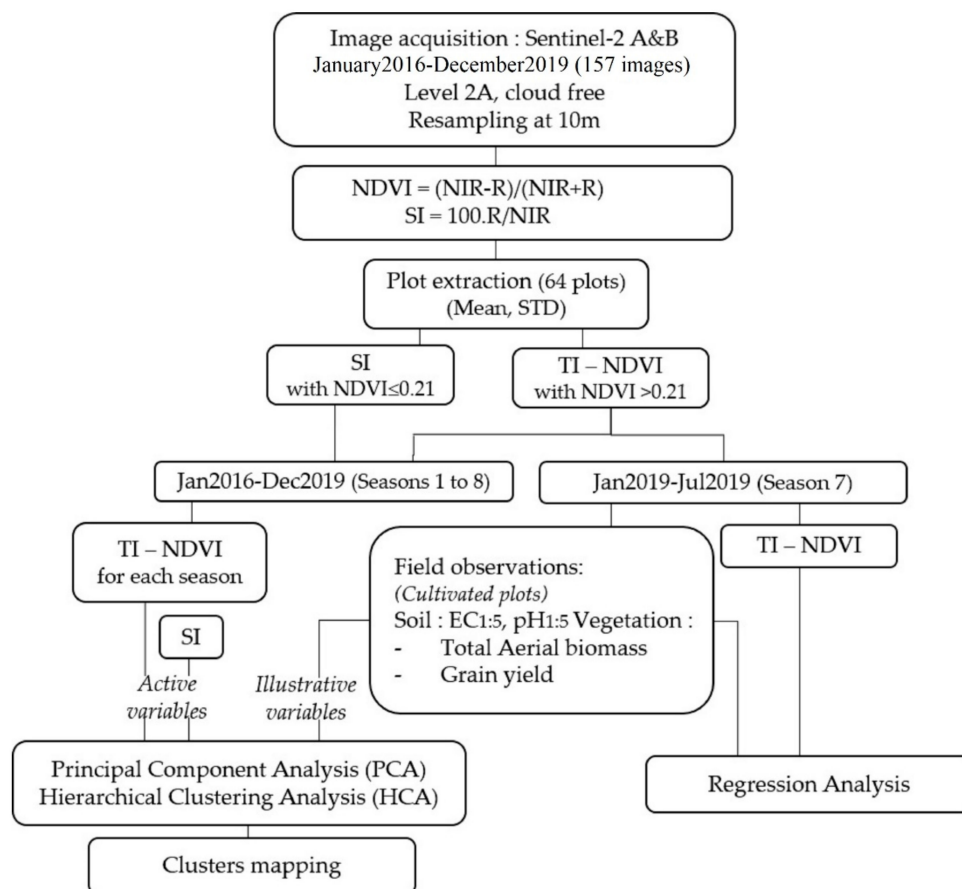 Image acquisition : Sentinel-2 A&B
January2016-December2019 (157 images)
Level 2A, cloud free
Resampling at 10m
NDVI = (NIR-R)/(NIR+R)
SI = 100.R/NIR
Plot extraction (64 plots)
(Mean, STD)
SI
with NDVI≤0.21
TI – NDVI
with NDVI >0.21
Jan2016-Dec2019 (Seasons 1 to 8)
Jan2019-Jul2019 (Season 7)
TI – NDVI
for each season
TI – NDVI
Field observations:
(Cultivated plots)
Soil : EC1:5, pH1:5 Vegetation :
- Total Aerial biomass
- Grain yield
SI
Active
variables
Illustrative
variables
Principal Component Analysis (PCA)
Hierarchical Clustering Analysis (HCA)
Regression Analysis
Clusters mapping